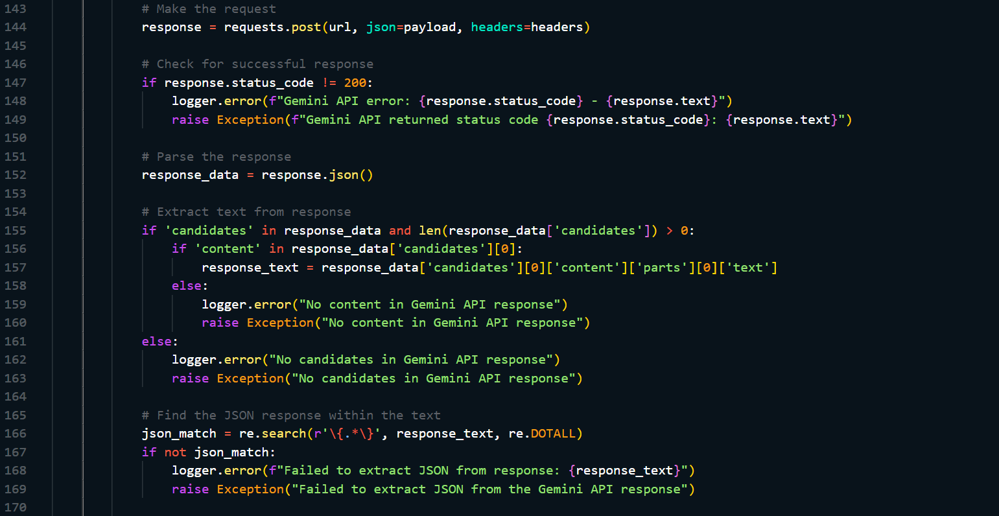 143 # Make the request
144 response = requests.post(url, json=payload, headers=headers)
145
146 # Check for successful response
147 if response.status_code != 200:
148     logger.error(f"Gemini API error: {response.status_code} - {response.text}")
149     raise Exception(f"Gemini API returned status code {response.status_code}: {response.text}")
150
151 # Parse the response
152 response_data = response.json()
153
154 # Extract text from response
155 if 'candidates' in response_data and len(response_data['candidates']) > 0:
156     if 'content' in response_data['candidates'][0]:
157         response_text = response_data['candidates'][0]['content']['parts'][0]['text']
158     else:
159         logger.error("No content in Gemini API response")
160         raise Exception("No content in Gemini API response")
161 else:
162     logger.error("No candidates in Gemini API response")
163     raise Exception("No candidates in Gemini API response")
164
165 # Find the JSON response within the text
166 json_match = re.search(r'\{.*\}', response_text, re.DOTALL)
167 if not json_match:
168     logger.error(f"Failed to extract JSON from response: {response_text}")
169     raise Exception("Failed to extract JSON from the Gemini API response")
170